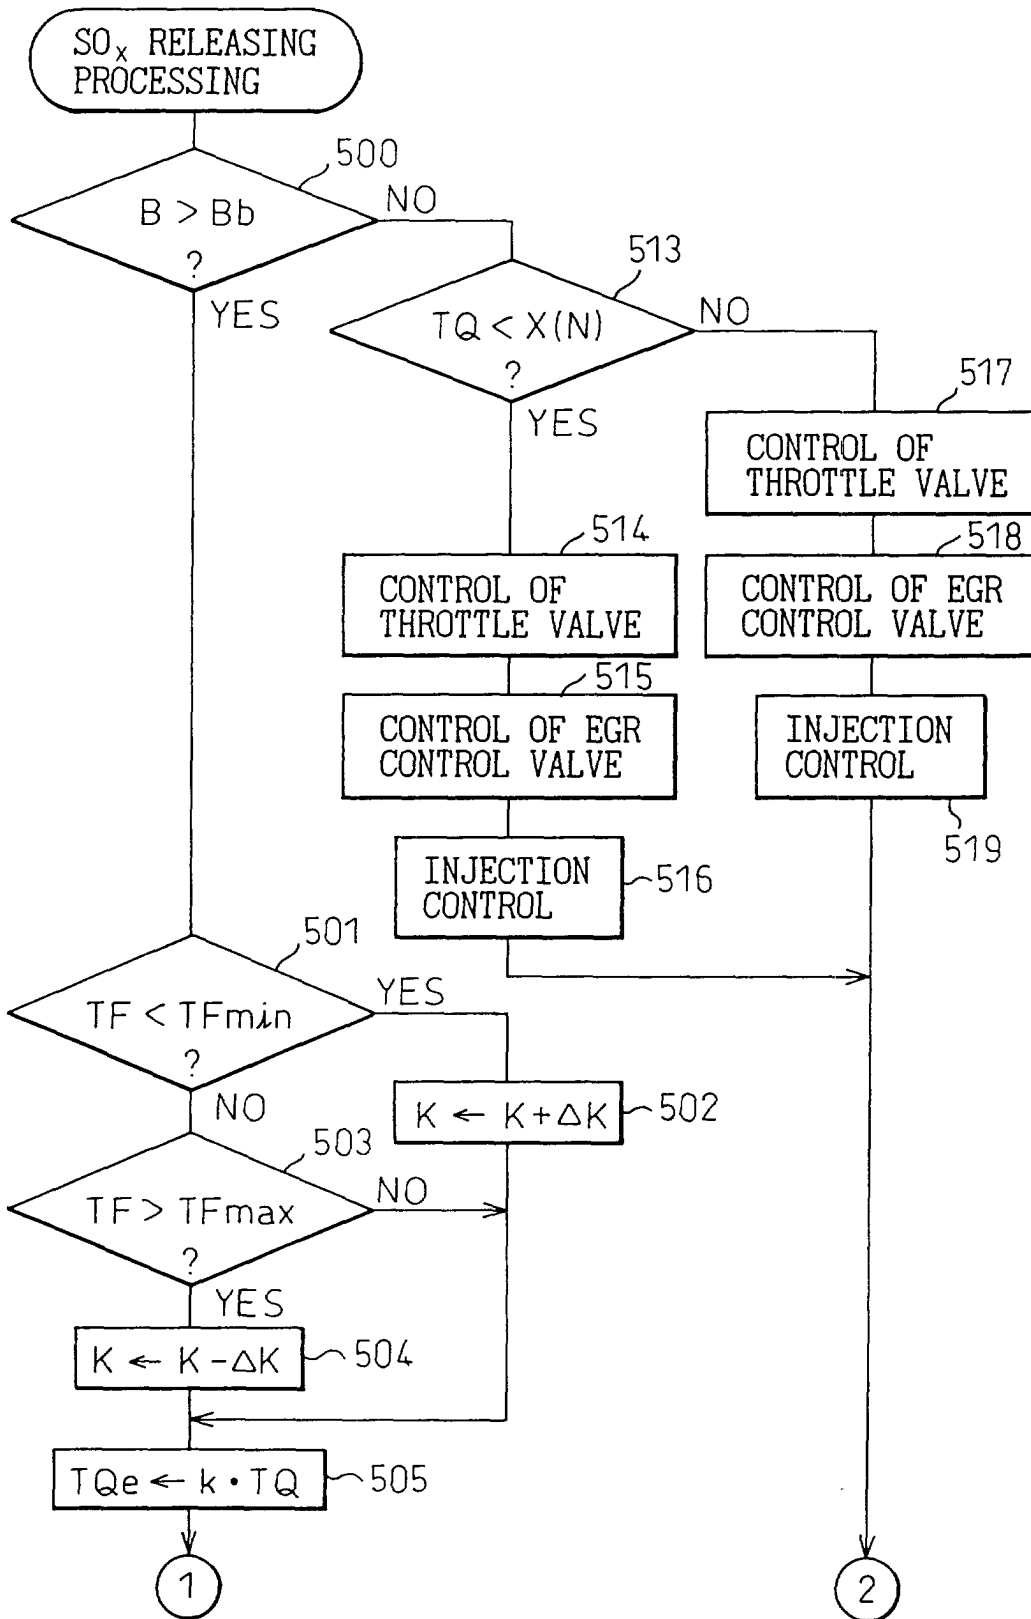 SOx RELEASING
PROCESSING
500
B > Bb
?
NO
YES
513
TQ < X(N)
?
NO
YES
517
CONTROL OF
THROTTLE VALVE
514
CONTROL OF
THROTTLE VALVE
518
CONTROL OF EGR
CONTROL VALVE
515
CONTROL OF EGR
CONTROL VALVE
INJECTION
CONTROL
519
INJECTION
CONTROL
516
501
TF < TFmin
?
YES
NO
K ← K + ΔK
502
503
TF > TFmax
?
NO
YES
K ← K - ΔK
504
TQe ← k · TQ
505
1
2